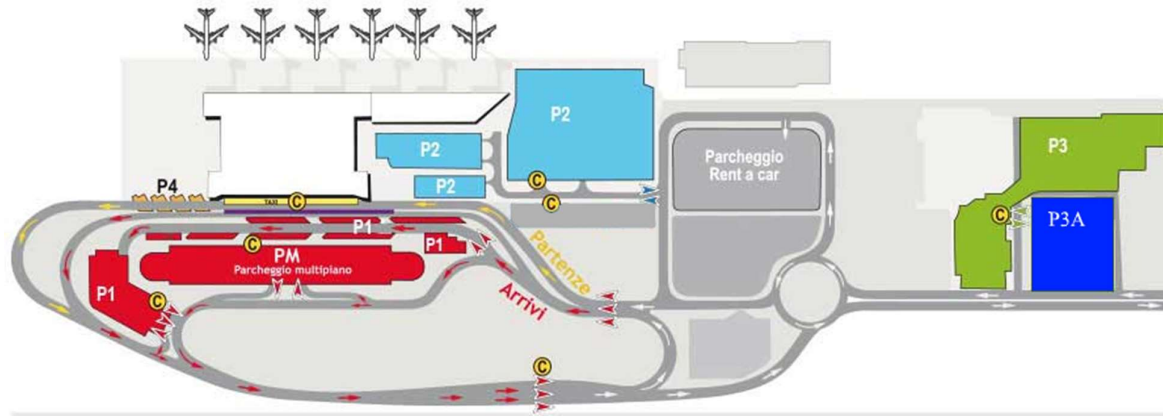 P2
P2
P2
P3
P3A
Parcheggio
Rent a car
P4
TAXI
C
C
C
C
C
C
C
P1
P1
P1
PM
Parcheggio multipiano
Partenze
Arrivi